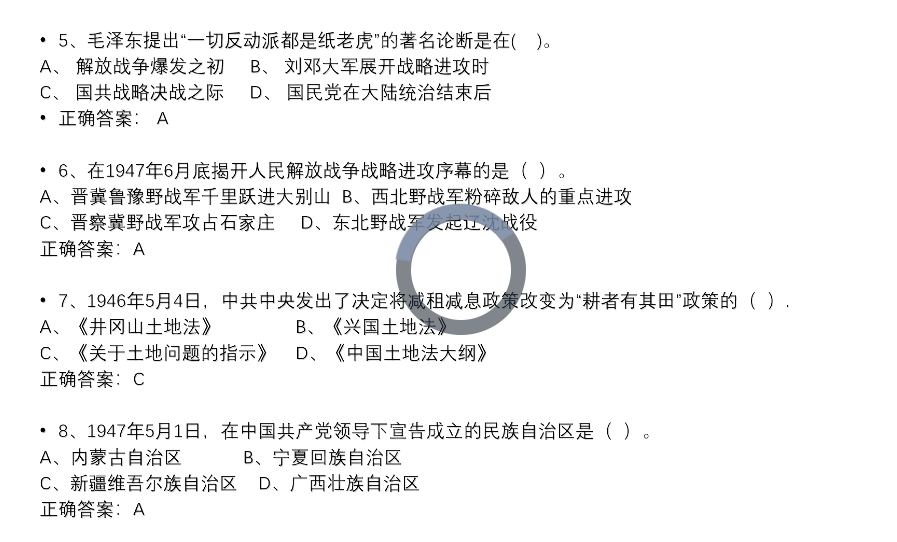 • 5、毛泽东提出“一切反动派都是纸老虎”的著名论断是在( )。
A、 解放战争爆发之初 B、 刘邓大军展开战略进攻时
C、 国共战略决战之际 D、 国民党在大陆统治结束后
• 正确答案： A
• 6、在1947年6月底揭开人民解放战争战略进攻序幕的是（ ）。
A、晋冀鲁豫野战军千里跃进大别山 B、西北野战军粉碎敌人的重点进攻
C、晋察冀野战军攻占石家庄 D、东北野战军发起辽沈战役
正确答案：A
• 7、1946年5月4日，中共中央发出了决定将减租减息政策改变为“耕者有其田”政策的（ ）.
A、《井冈山土地法》 B、《兴国土地法》
C、《关于土地问题的指示》 D、《中国土地法大纲》
正确答案：C
• 8、1947年5月1日，在中国共产党领导下宣告成立的民族自治区是（ ）。
A、内蒙古自治区 B、宁夏回族自治区
C、新疆维吾尔族自治区 D、广西壮族自治区
正确答案：A